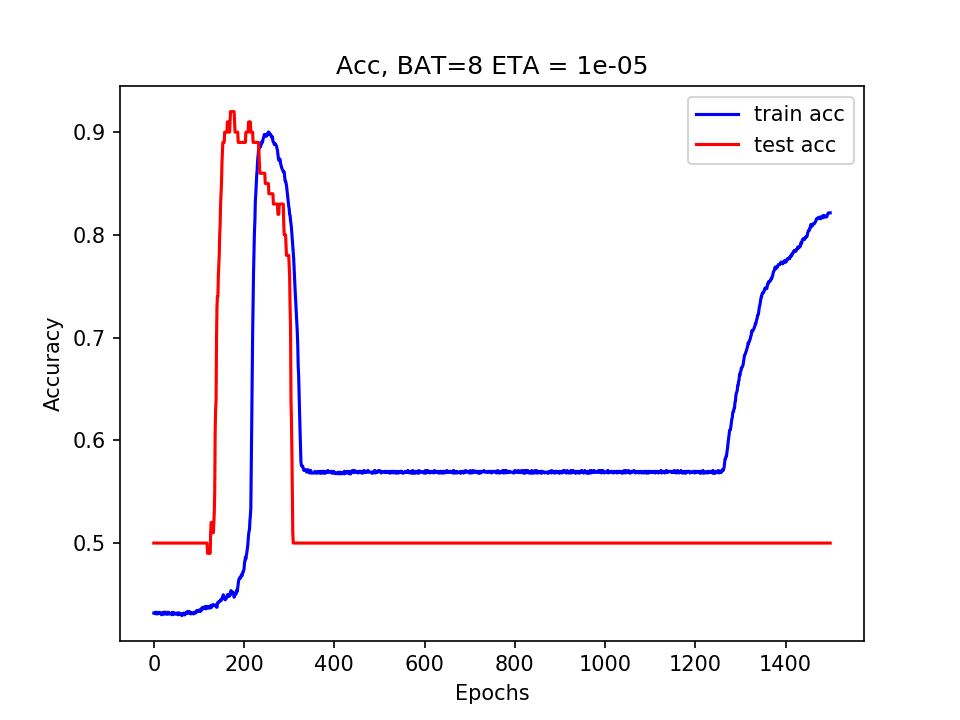 Acc, BAT=8 ETA = 1e-05
train acc
test acc
0.9
0.8
0.7
0.6
0.5
Accuracy
0 200 400 600 800 1000 1200 1400
Epochs